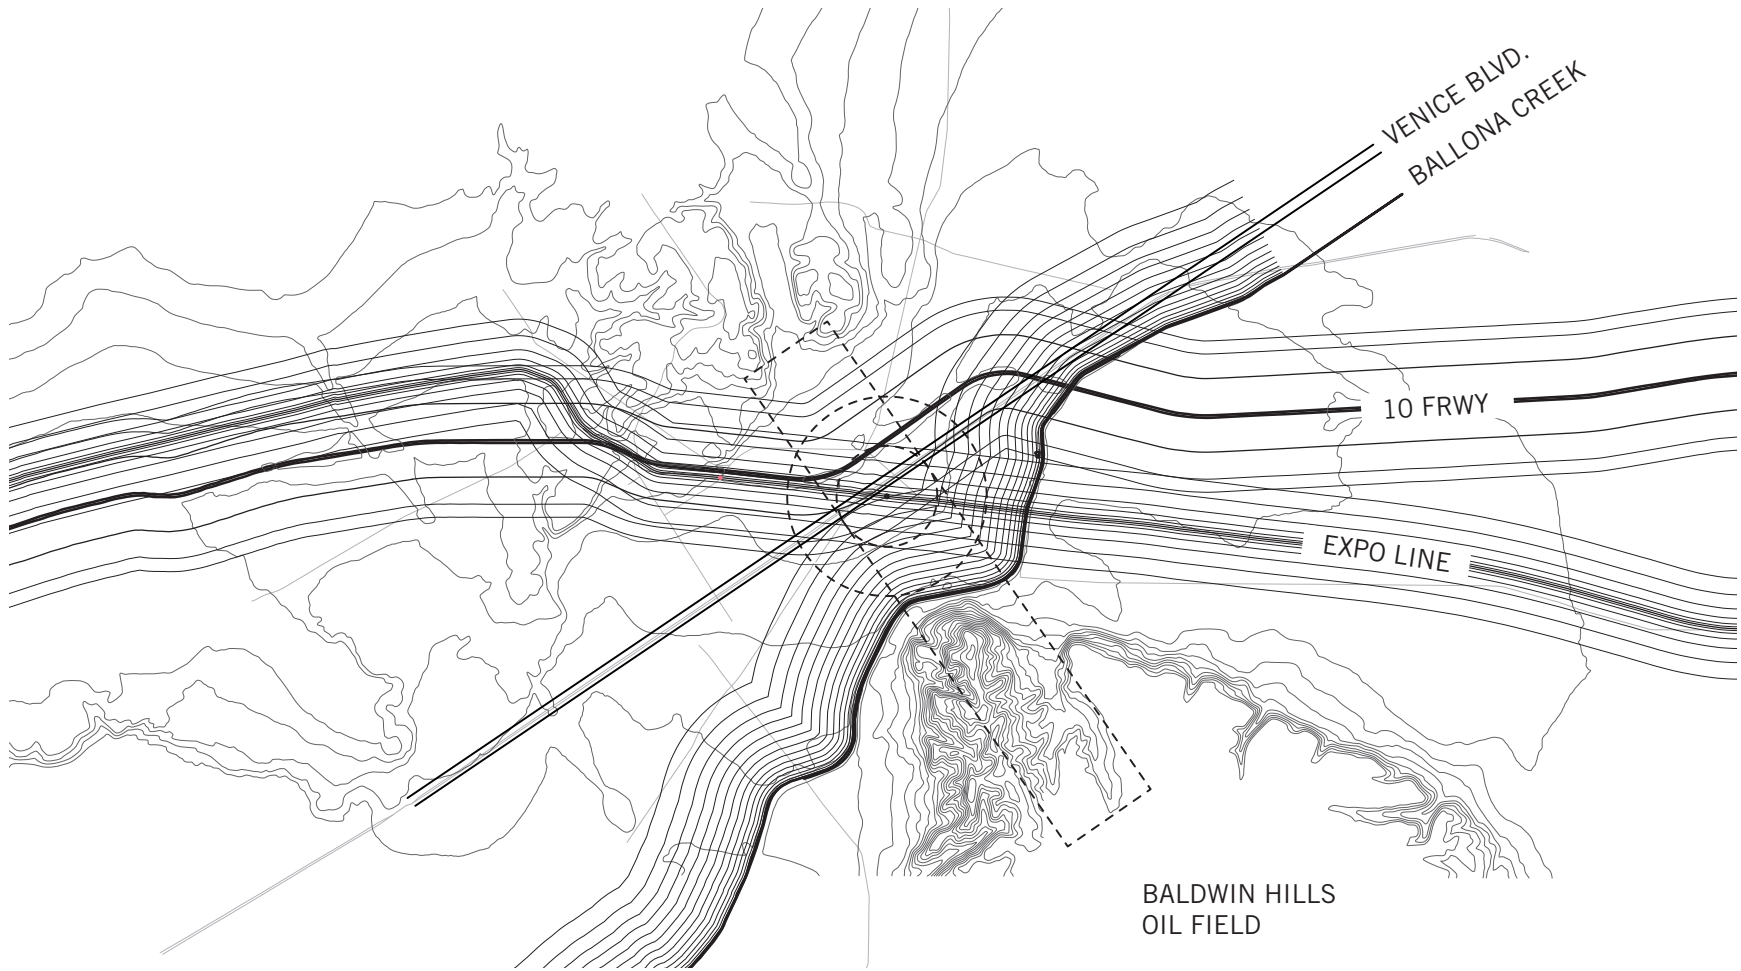 VENICE BLVD.
BALLONA CREEK
10 FRWY
EXPO LINE
BALDWIN HILLS
OIL FIELD